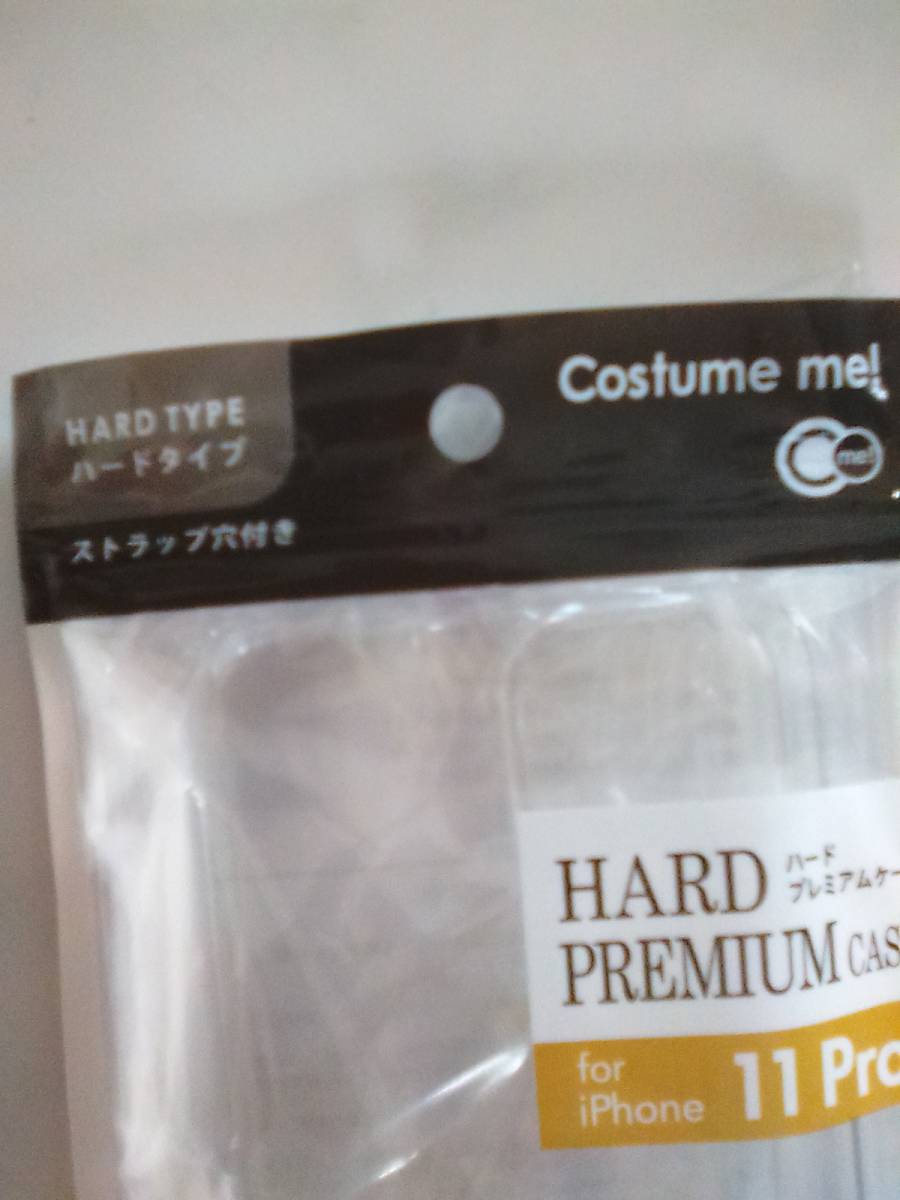 HARD TYPE
ハードタイプ
ストラップ穴付き
Costume me!
me!
HARD
ハード
プレミアムケー
PREMIUM CAS
for
iPhone
11 Pro